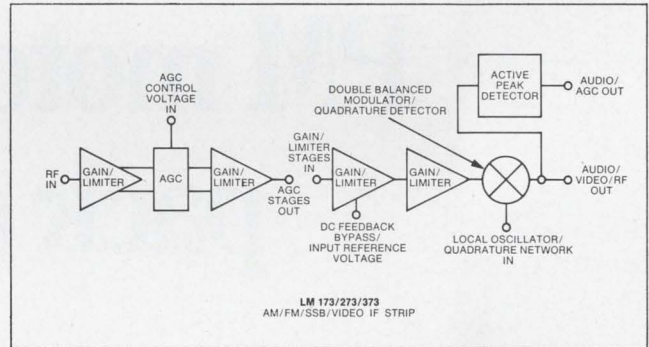 AGC
CONTROL
VOLTAGE
IN
RF
IN
GAIN/
LIMITER
AGC
GAIN/
LIMITER
AGC
STAGES
OUT
GAIN/
LIMITER
STAGES
IN
GAIN/
LIMITER
GAIN/
LIMITER
DC FEEDBACK
BYPASS/
INPUT REFERENCE
VOLTAGE
DOUBLE BALANCED
MODULATOR/
QUADRATURE DETECTOR
ACTIVE
PEAK
DETECTOR
AUDIO/
AGC OUT
AUDIO/
VIDEO/RF
OUT
LOCAL OSCILLATOR/
QUADRATURE NETWORK
IN
LM 173/273/373
AM/FM/SSB/VIDEO IF STRIP